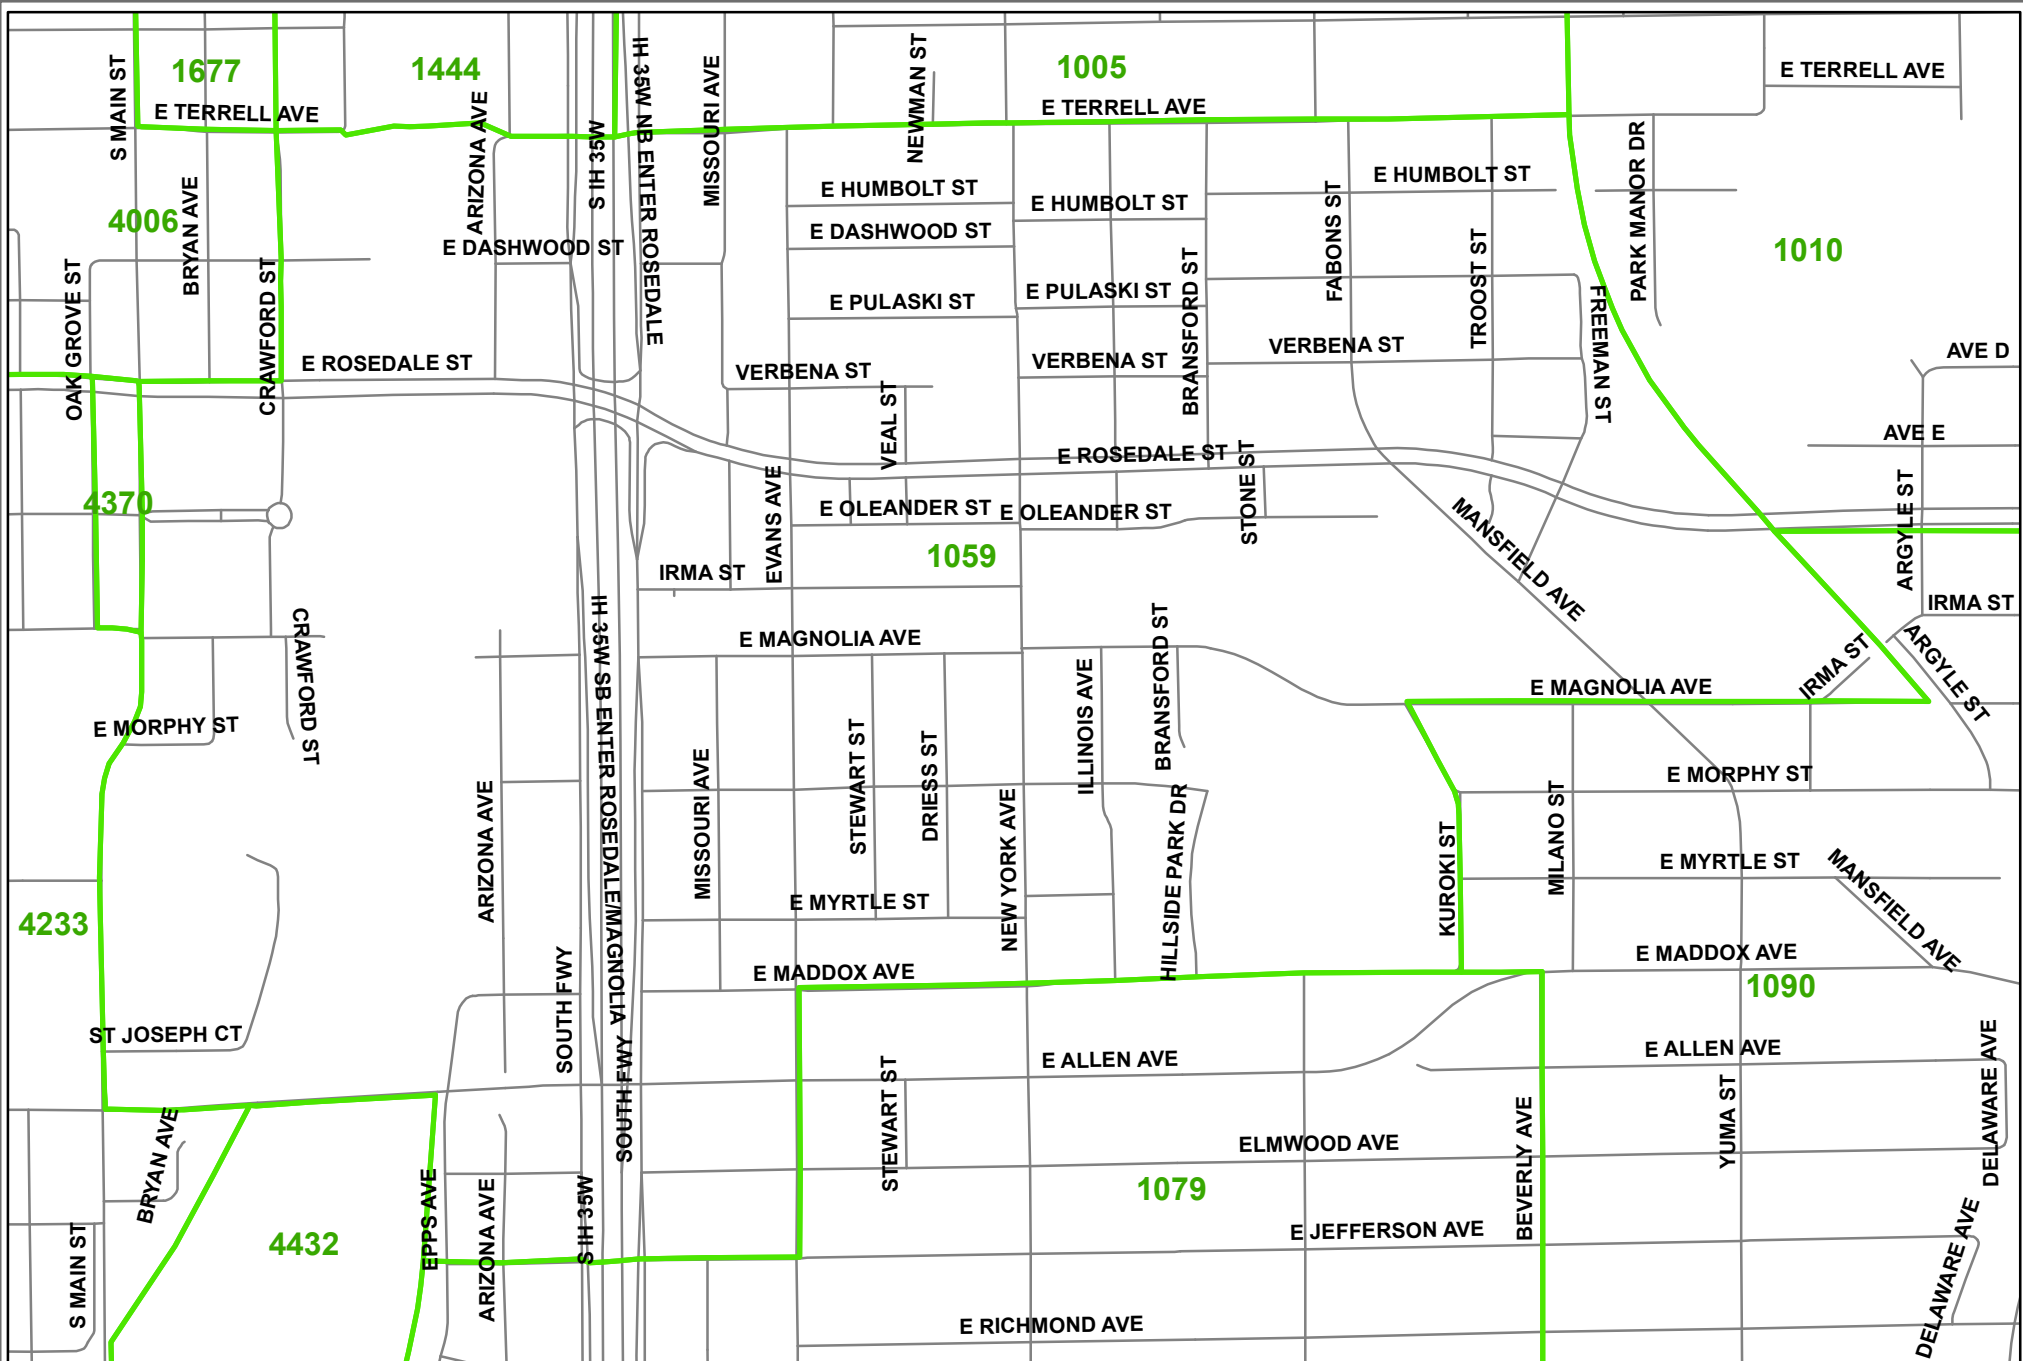 1677
1444
1005
S MAIN ST
E TERRELL AVE
ARIZONA AVE
S IH 35W
IH 35W NB ENTER ROSEDALE
MISSOURI AVE
NEWMAN ST
E TERRELL AVE
E TERRELL AVE
PARK MANOR DR
4006
BRYAN AVE
E HUMBOLT ST
E HUMBOLT ST
E HUMBOLT ST
FABONS ST
TROOST ST
E DASHWOOD ST
E DASHWOOD ST
BRANSFORD ST
1010
OAK GROVE ST
CRAWFORD ST
E PULASKI ST
E PULASKI ST
FREEMAN ST
E ROSEDALE ST
VERBENA ST
VERBENA ST
VERBENA ST
AVE D
VEAL ST
AVE E
E ROSEDALE ST
STONE ST
4370
EVANS AVE
E OLEANDER ST
E OLEANDER ST
MANSFIELD AVE
ARGYLE ST
1059
IRMA ST
IRMA ST
CRAWFORD ST
IH 35W SB ENTER ROSEDALE/MAGNOLIA
E MAGNOLIA AVE
BRANSFORD ST
ILLINOIS AVE
E MAGNOLIA AVE
IRMA ST
ARGYLE ST
E MORPHY ST
E MORPHY ST
ARIZONA AVE
MISSOURI AVE
STEWART ST
DRIESS ST
NEW YORK AVE
HILLSIDE PARK DR
KUROKI ST
MILANO ST
E MYRTLE ST
E MYRTLE ST
MANSFIELD AVE
4233
SOUTH FWY
E MADDOX AVE
E MADDOX AVE
1090
ST JOSEPH CT
SOUTH FWY
STEWART ST
E ALLEN AVE
E ALLEN AVE
DELAWARE AVE
BRYAN AVE
BEVERLY AVE
YUMA ST
ELMWOOD AVE
EPPS AVE
ARIZONA AVE
S IH 35W
1079
S MAIN ST
4432
E JEFFERSON AVE
DELAWARE AVE
E RICHMOND AVE